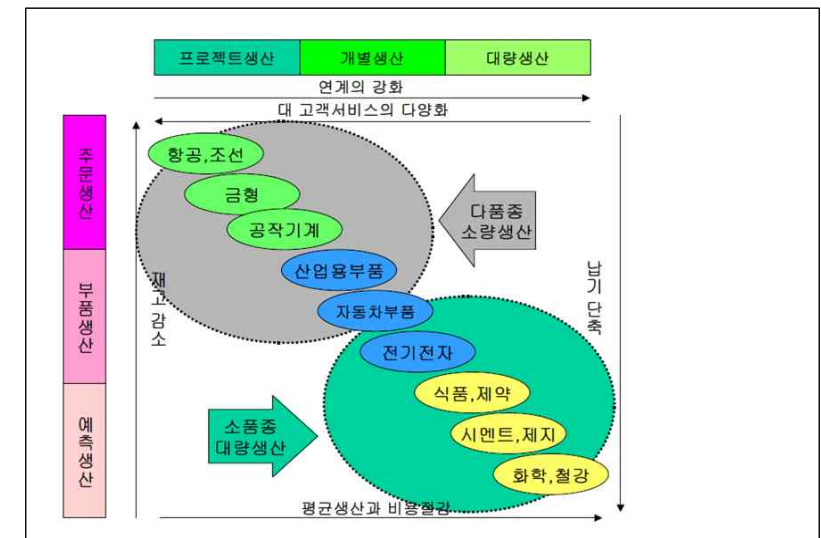 프로젝트생산 개별생산 대량생산
연계의 강화
대 고객서비스의 다양화
주문생산
항공,조선
금형
공작기계
다품종
소량생산
부품생산
산업용부품
자동차부품
전기전자
재고 감소
납기 단축
예측생산
식품,제약
시멘트,제지
화학,철강
소품종
대량생산
평균생산과 비용절감